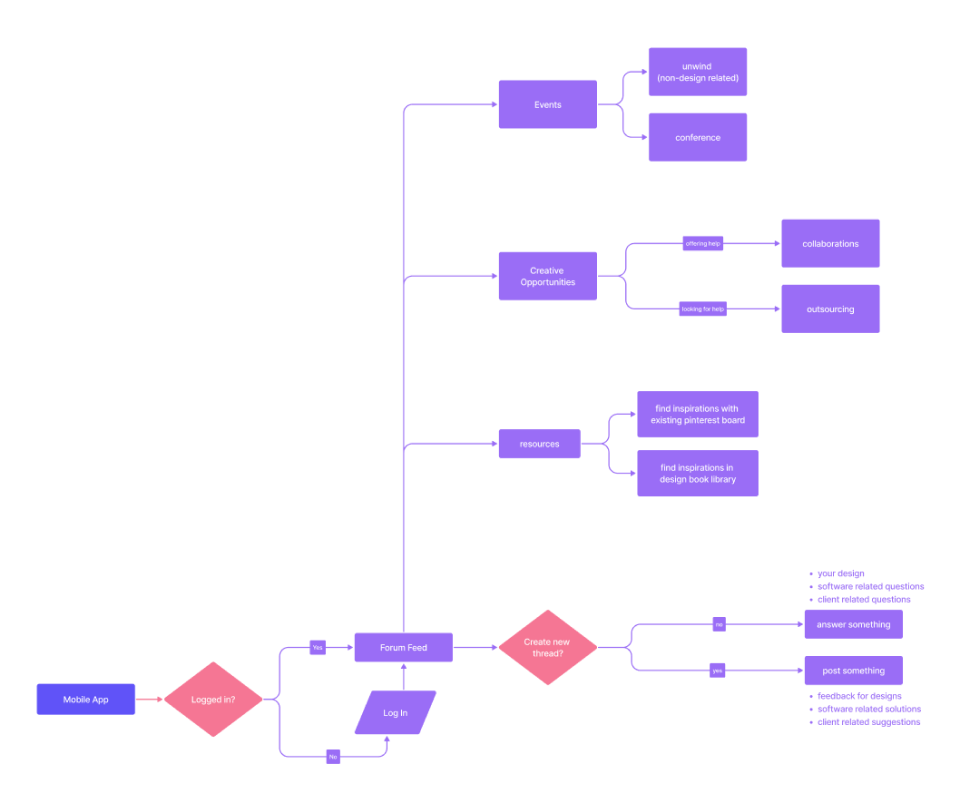 unwind
(non-design related)
Events
conference
offering help
collaborations
Creative
Opportunities
looking for help
outsourcing
find inspirations with
existing pinterest board
resources
find inspirations in
design book library
• your design
• software related questions
• client related questions
no
answer something
Create new
thread?
Yes
Forum Feed
yes
post something
Mobile App
Logged in?
Log In
• feedback for designs
• software related solutions
• client related suggestions
No